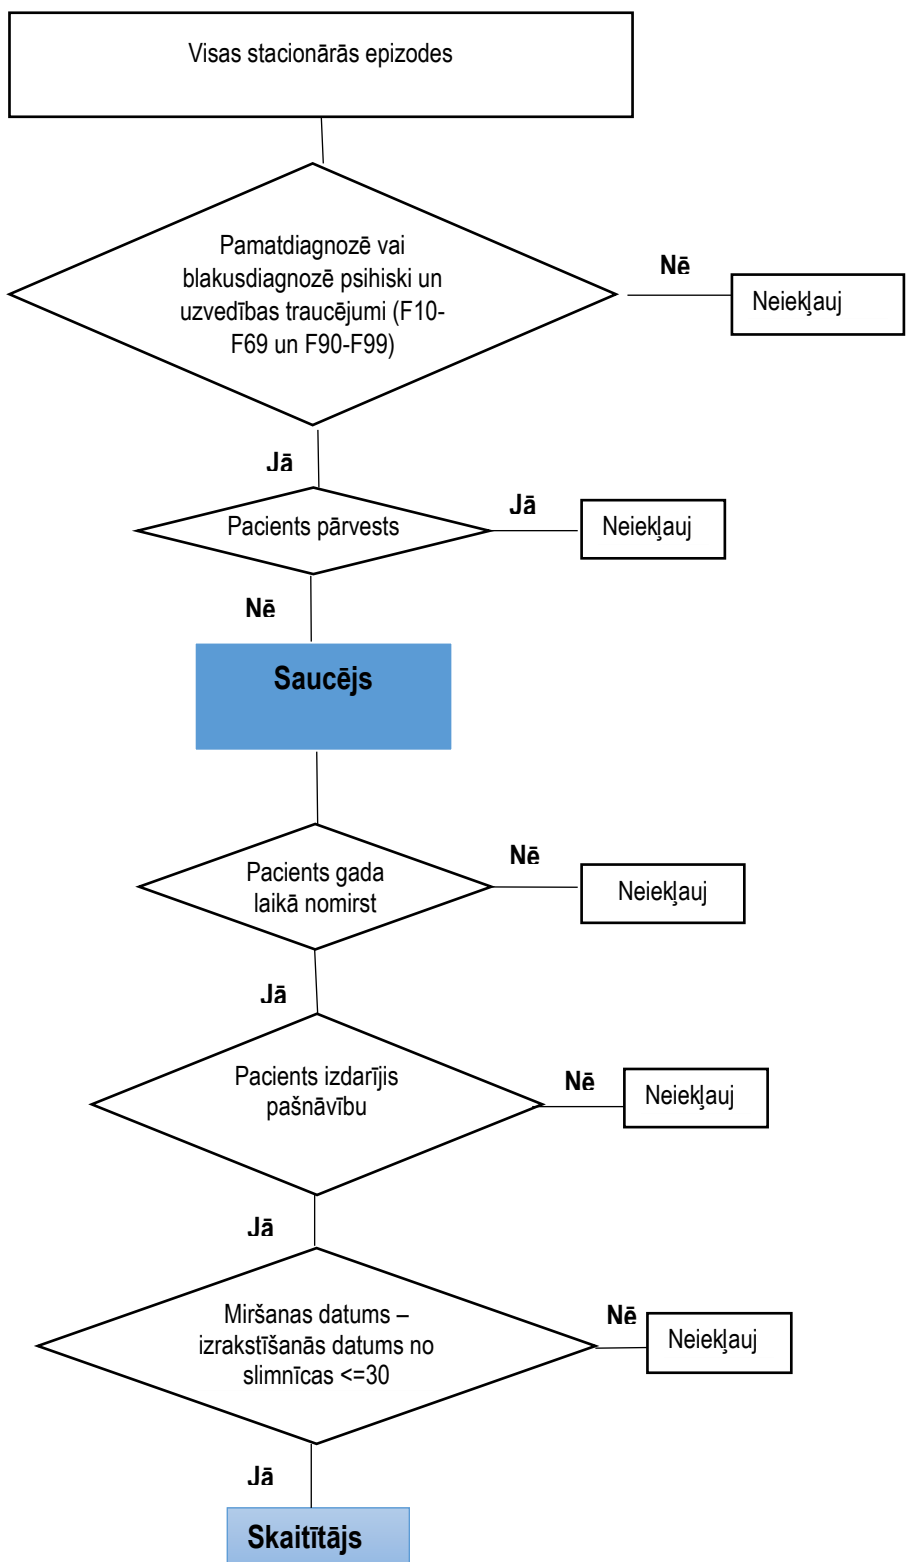 Visas stacionārās epizodes
Pamatdiagnozē vai
blakusdiagnozē psihiski un
uzvedības traucējumi (F10-
F69 un F90-F99)
Nē
Neiekļauj
Jā
Pacients pārvests
Jā
Neiekļauj
Nē
Saucējs
Pacients gada
laikā nomirst
Nē
Neiekļauj
Jā
Pacients izdarījis
pašnāvību
Nē
Neiekļauj
Jā
Miršanas datums –
izrakstīšanās datums no
slimnīcas <=30
Nē
Neiekļauj
Jā
Skaitītājs